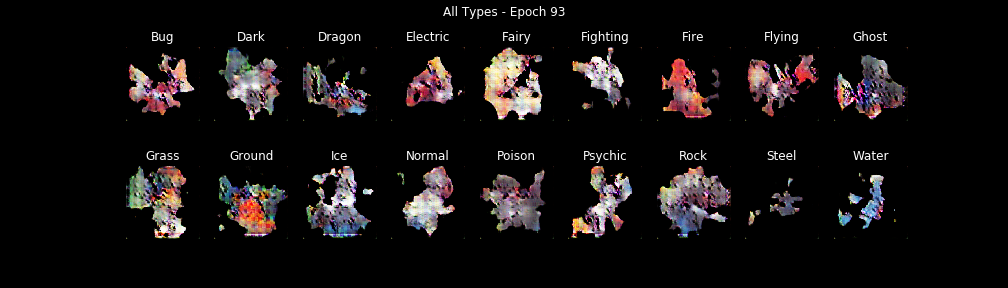 All Types - Epoch 93
Bug Dark Dragon Electric Fairy Fighting Fire Flying Ghost
Grass Ground Ice Normal Poison Psychic Rock Steel Water